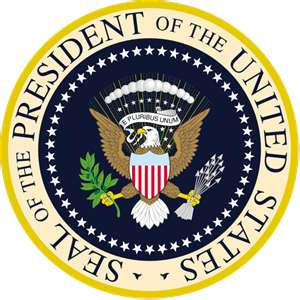 SEAL OF THE PRESIDENT OF THE UNITED STATES
E PLURIBUS UNUM